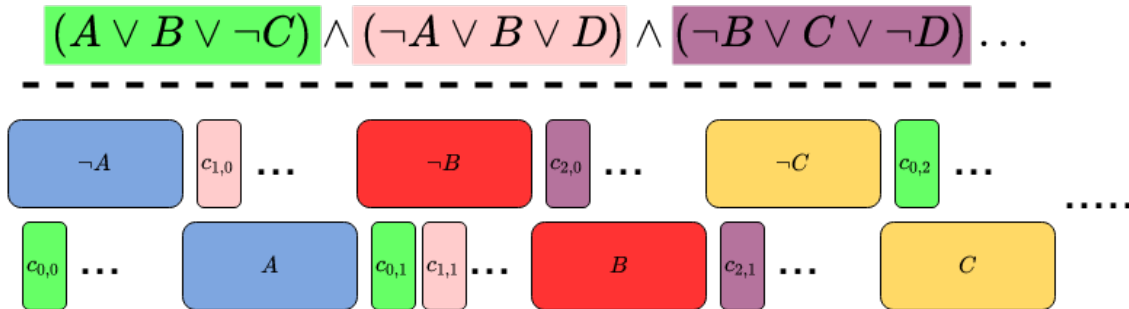 (A ∨ B ∨ ¬C) ∧ (¬A ∨ B ∨ D) ∧ (¬B ∨ C ∨ ¬D) ...
¬A c₁,₀ ... ¬B c₂,₀ ... ¬C c₀,₂ ...
.....
c₀,₀ ... A c₀,₁ c₁,₁ ... B c₂,₁ ... C